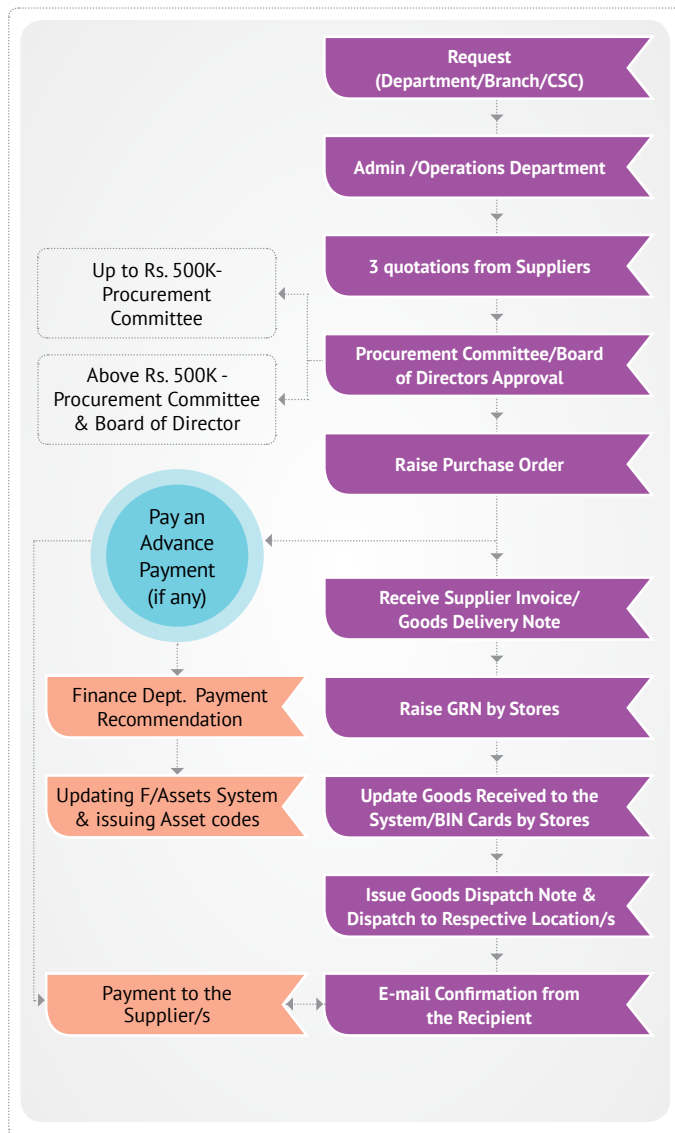 Request
(Department/Branch/CSC)
Admin /Operations Department
3 quotations from Suppliers
Up to Rs. 500K-
Procurement
Committee
Procurement Committee/Board
of Directors Approval
Above Rs. 500K -
Procurement Committee
& Board of Director
Raise Purchase Order
Pay an
Advance
Payment
(if any)
Receive Supplier Invoice/
Goods Delivery Note
Finance Dept. Payment
Recommendation
Raise GRN by Stores
Updating F/Assets System
& issuing Asset codes
Update Goods Received to the
System/BIN Cards by Stores
Issue Goods Dispatch Note &
Dispatch to Respective Location/s
Payment to the
Supplier/s
E-mail Confirmation from
the Recipient